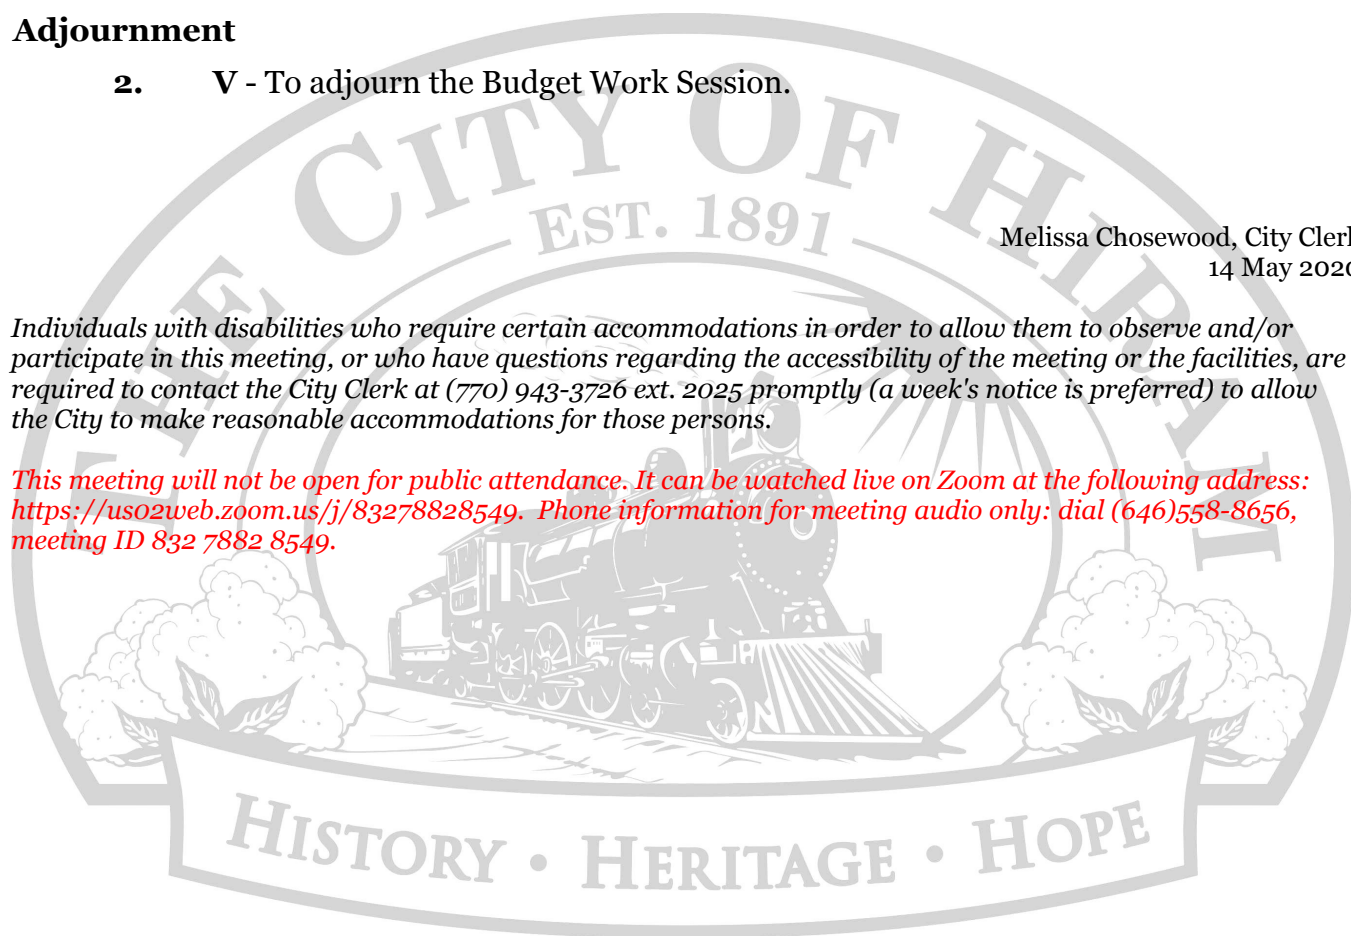 Adjournment
2. V - To adjourn the Budget Work Session.
THE CITY OF HIRAM
EST. 1891
Melissa Chosewood, City Clerk
14 May 2020
Individuals with disabilities who require certain accommodations in order to allow them to observe and/or
participate in this meeting, or who have questions regarding the accessibility of the meeting or the facilities, are
required to contact the City Clerk at (770) 943-3726 ext. 2025 promptly (a week's notice is preferred) to allow
the City to make reasonable accommodations for those persons.
This meeting will not be open for public attendance. It can be watched live on Zoom at the following address:
https://us02web.zoom.us/j/83278828549. Phone information for meeting audio only: dial (646)558-8656,
meeting ID 832 7882 8549.
HISTORY • HERITAGE • HOPE